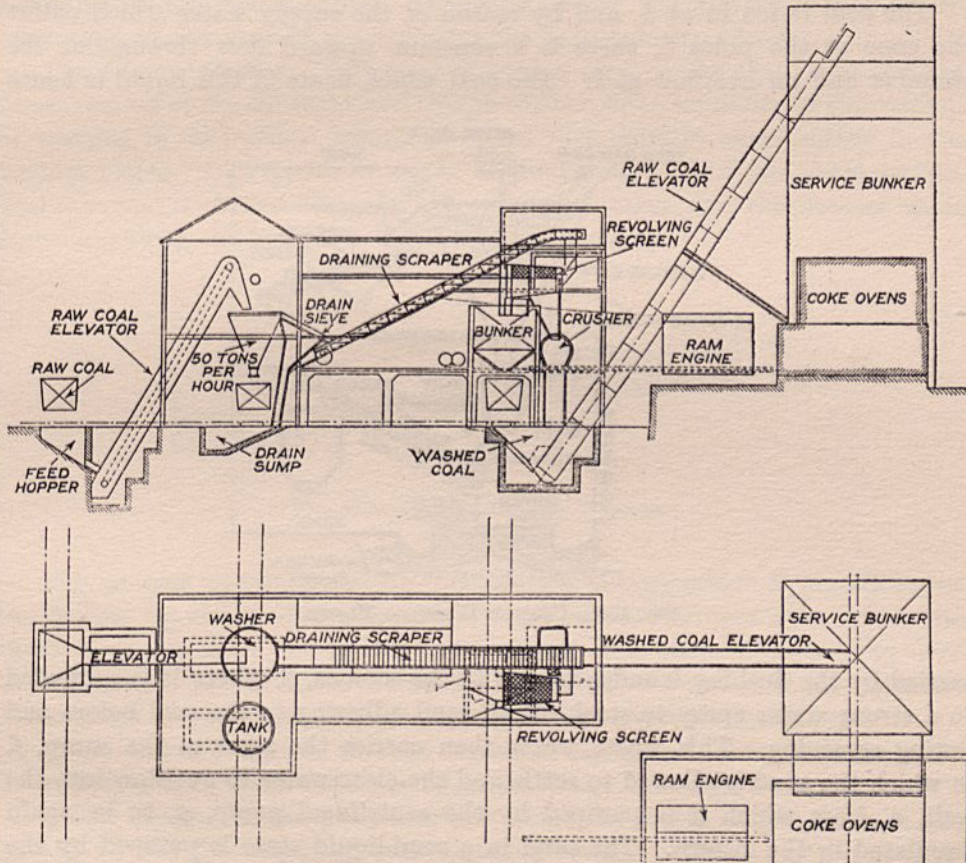 RAW COAL
ELEVATOR
SERVICE BUNKER
REVOLVING
SCREEN
DRAINING SCRAPER
COKE OVENS
DRAIN
SIEVE
RAW COAL
ELEVATOR
BUNKER
CRUSHER
RAM
ENGINE
50 TONS
PER
HOUR
RAW COAL
FEED
HOPPER
DRAIN
SUMP
WASHED
COAL
WASHER
SERVICE BUNKER
DRAINING SCRAPER
WASHED COAL ELEVATOR
ELEVATOR
TANK
REVOLVING SCREEN
RAM ENGINE
COKE OVENS